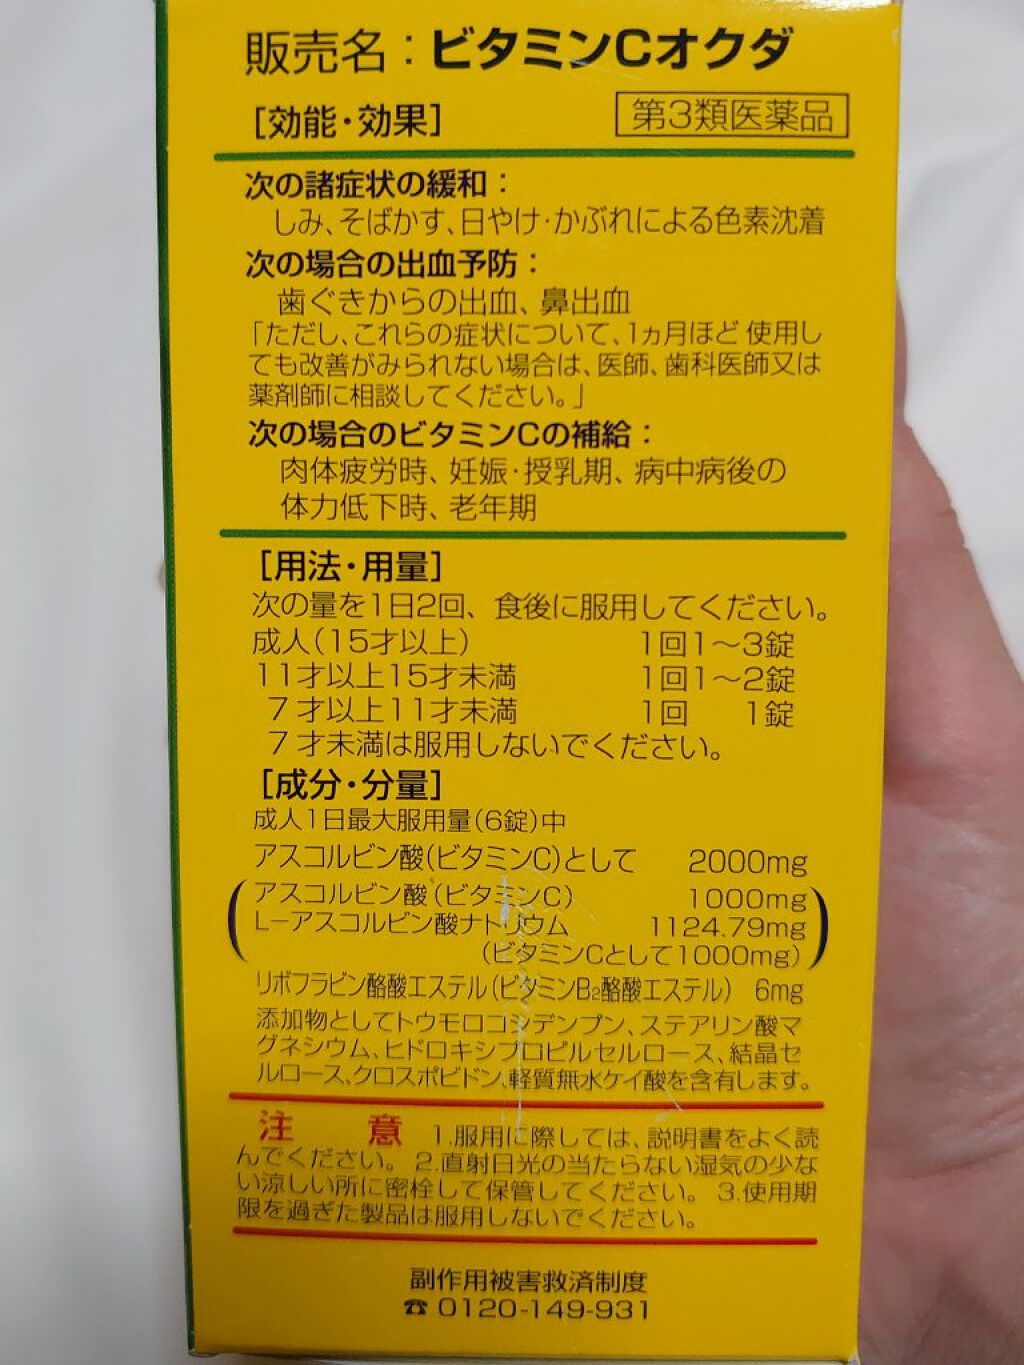 販売名：ビタミンCオクダ
［効能・効果］ 第3類医薬品
次の諸症状の緩和：
しみ、そばかす、日やけ・かぶれによる色素沈着
次の場合の出血予防：
歯ぐきからの出血、鼻出血
「ただし、これらの症状について、1ヵ月ほど 使用し
ても改善がみられない場合は、医師、歯科医師又は
薬剤師に相談してください。」
次の場合のビタミンCの補給：
肉体疲労時、妊娠・授乳期、病中病後の
体力低下時、老年期
［用法・用量］
次の量を1日2回、食後に服用してください。
成人(15才以上) 1回1～3錠
11才以上15才未満 1回1～2錠
7才以上11才未満 1回 1錠
7才未満は服用しないでください。
［成分・分量］
成人1日最大服用量(6錠)中
アスコルビン酸(ビタミンC)として 2000mg
アスコルビン酸(ビタミンC) 1000mg
L-アスコルビン酸ナトリウム 1124.79mg
(ビタミンCとして1000mg)
リボフラビン酪酸エステル(ビタミンB₂酪酸エステル) 6mg
添加物としてトウモロコシデンプン、ステアリン酸マ
グネシウム、ヒドロキシプロピルセルロース、結晶セ
ルロース、クロスポビドン、軽質無水ケイ酸を含有します。
注 意 1.服用に際しては、説明書をよく読
んでください。 2.直射日光の当たらない湿気の少な
い涼しい所に密栓して保管してください。 3.使用期
限を過ぎた製品は服用しないでください。
副作用被害救済制度
☎ 0120-149-931